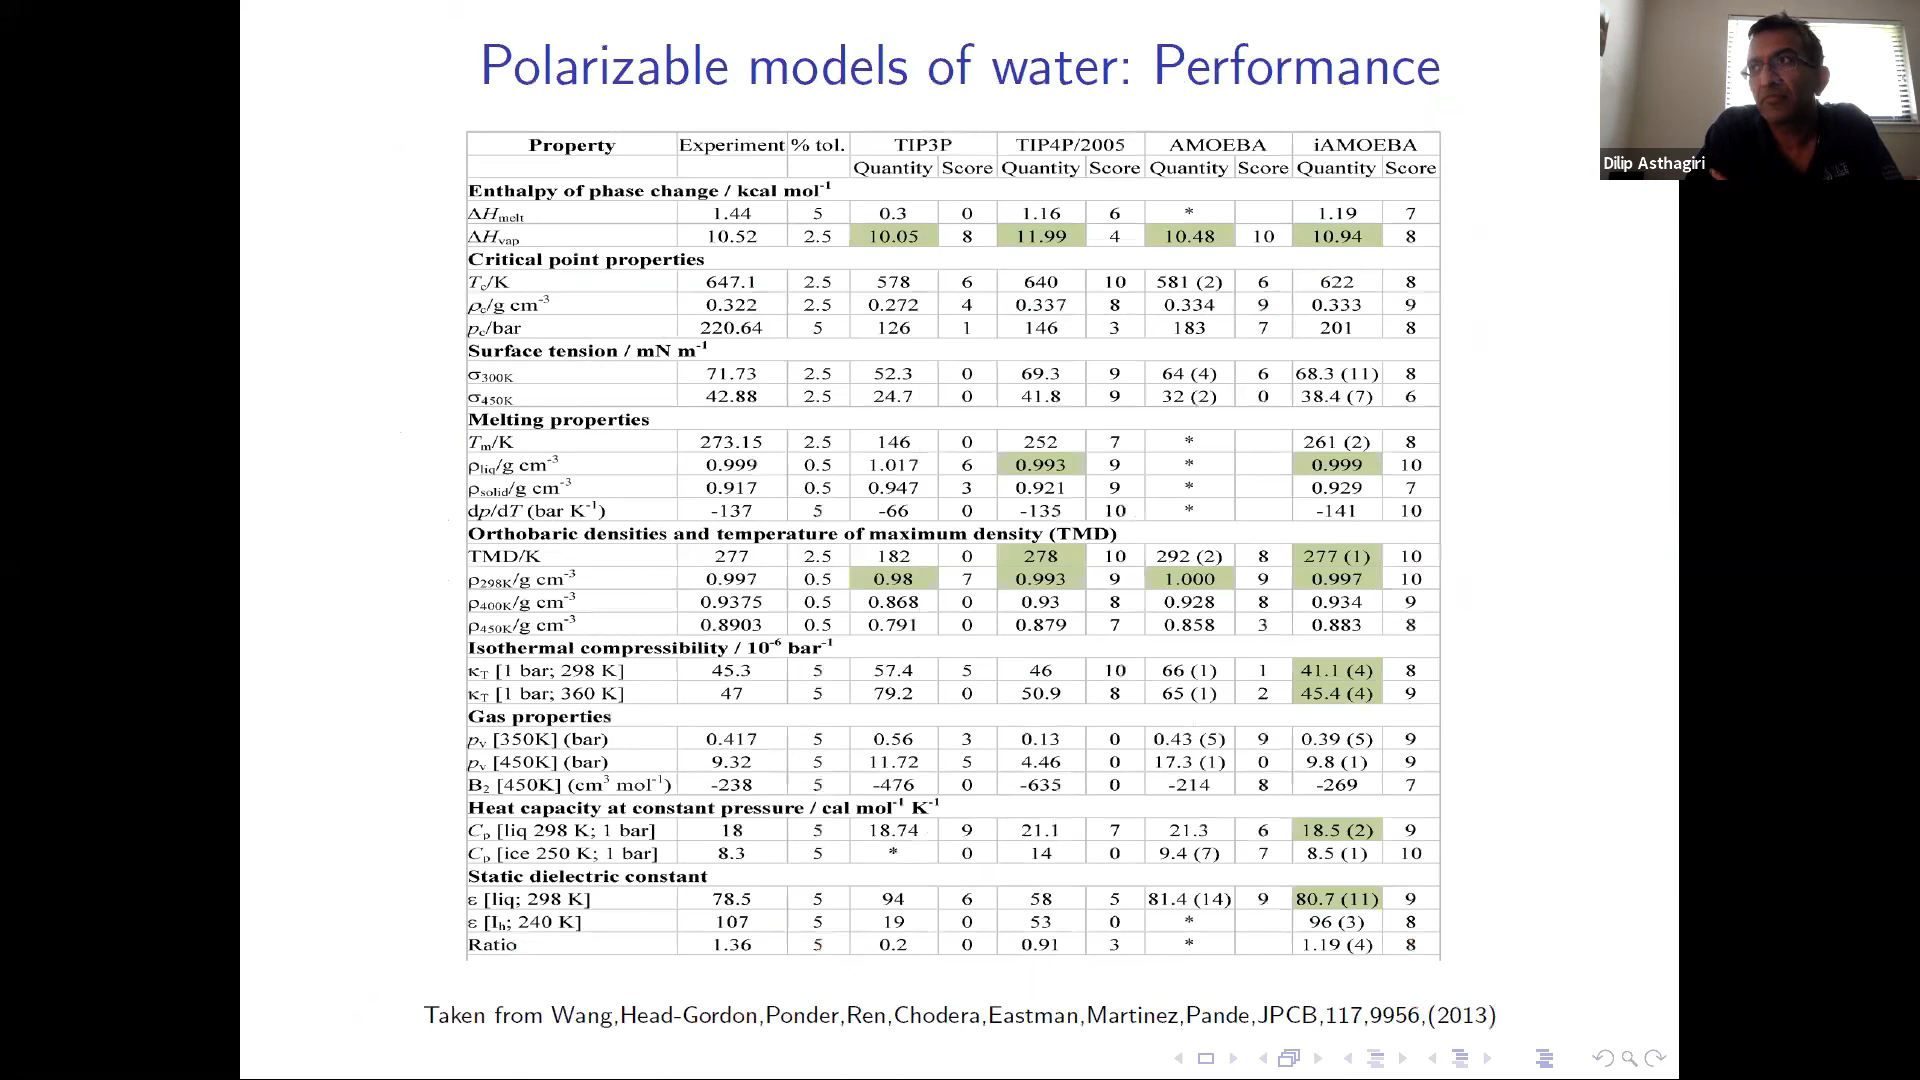 Polarizable models of water: Performance
Dilip Asthagiri
Property Experiment % tol. TIP3P TIP4P/2005 AMOEBA iAMOEBA
Quantity Score Quantity Score Quantity Score Quantity Score
Enthalpy of phase change / kcal mol⁻¹
ΔHmelt 1.44 5 0.3 0 1.16 6 * 1.19 7
ΔHvap 10.52 2.5 10.05 8 11.99 4 10.48 10 10.94 8
Critical point properties
Tc/K 647.1 2.5 578 6 640 10 581 (2) 6 622 8
ρc/g cm⁻³ 0.322 2.5 0.272 4 0.337 8 0.334 9 0.333 9
pc/bar 220.64 5 126 1 146 3 183 7 201 8
Surface tension / mN m⁻¹
σ300K 71.73 2.5 52.3 0 69.3 9 64 (4) 6 68.3 (11) 8
σ450K 42.88 2.5 24.7 0 41.8 9 32 (2) 0 38.4 (7) 6
Melting properties
Tm/K 273.15 2.5 146 0 252 7 * 261 (2) 8
ρliq/g cm⁻³ 0.999 0.5 1.017 6 0.993 9 * 0.999 10
ρsolid/g cm⁻³ 0.917 0.5 0.947 3 0.921 9 * 0.929 7
dp/dT (bar K⁻¹) -137 5 -66 0 -135 10 * -141 10
Orthobaric densities and temperature of maximum density (TMD)
TMD/K 277 2.5 182 0 278 10 292 (2) 8 277 (1) 10
ρ298K/g cm⁻³ 0.997 0.5 0.98 7 0.993 9 1.000 9 0.997 10
ρ400K/g cm⁻³ 0.9375 0.5 0.868 0 0.93 8 0.928 8 0.934 9
ρ450K/g cm⁻³ 0.8903 0.5 0.791 0 0.879 7 0.858 3 0.883 8
Isothermal compressibility / 10⁻⁶ bar⁻¹
κT [1 bar; 298 K] 45.3 5 57.4 5 46 10 66 (1) 1 41.1 (4) 8
κT [1 bar; 360 K] 47 5 79.2 0 50.9 8 65 (1) 2 45.4 (4) 9
Gas properties
pv [350K] (bar) 0.417 5 0.56 3 0.13 0 0.43 (5) 9 0.39 (5) 9
pv [450K] (bar) 9.32 5 11.72 5 4.46 0 17.3 (1) 0 9.8 (1) 9
B₂ [450K] (cm³ mol⁻¹) -238 5 -476 0 -635 0 -214 8 -269 7
Heat capacity at constant pressure / cal mol⁻¹ K⁻¹
Cp [liq 298 K; 1 bar] 18 5 18.74 9 21.1 7 21.3 6 18.5 (2) 9
Cp [ice 250 K; 1 bar] 8.3 5 * 0 14 0 9.4 (7) 7 8.5 (1) 10
Static dielectric constant
ε [liq; 298 K] 78.5 5 94 6 58 5 81.4 (14) 9 80.7 (11) 9
ε [Ih; 240 K] 107 5 19 0 53 0 * 96 (3) 8
Ratio 1.36 5 0.2 0 0.91 3 * 1.19 (4) 8
Taken from Wang,Head-Gordon,Ponder,Ren,Chodera,Eastman,Martinez,Pande,JPCB,117,9956,(2013)